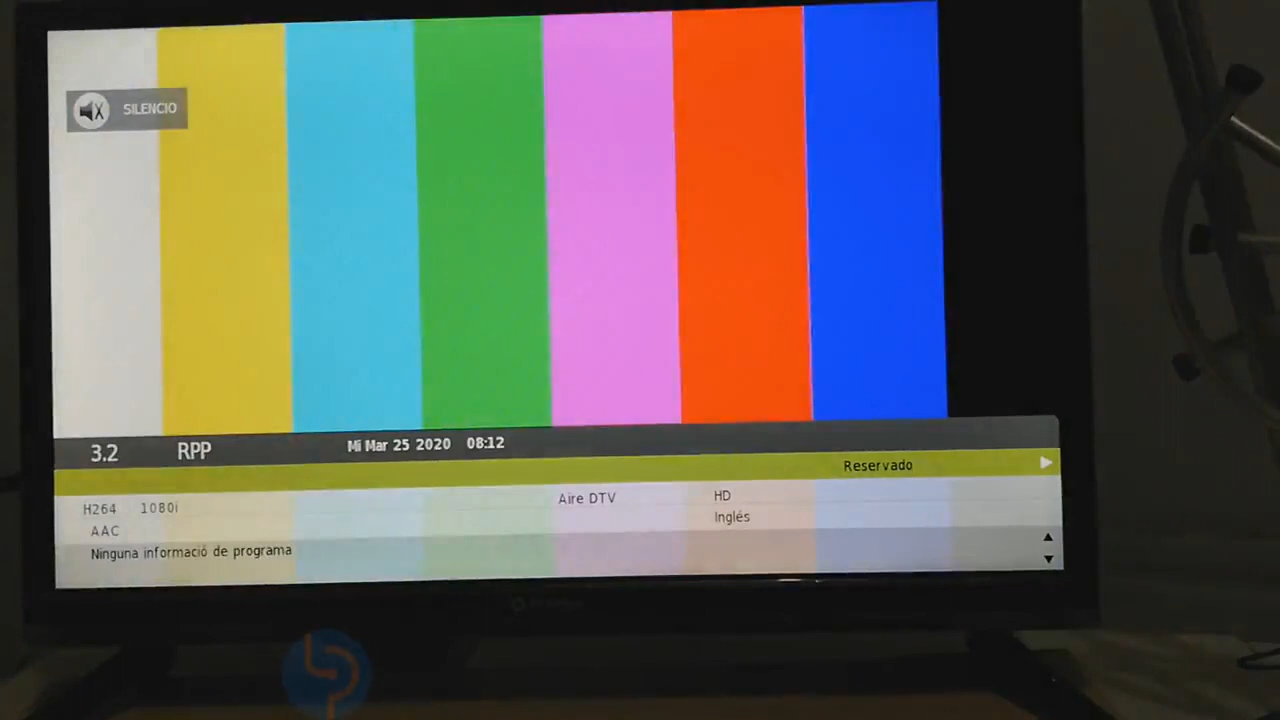 SILENCIO
3.2 RPP Mi Mar 25 2020 08:12
Reservado
H264 1080i Aire DTV HD
AAC Inglés
Ninguna informació de programa